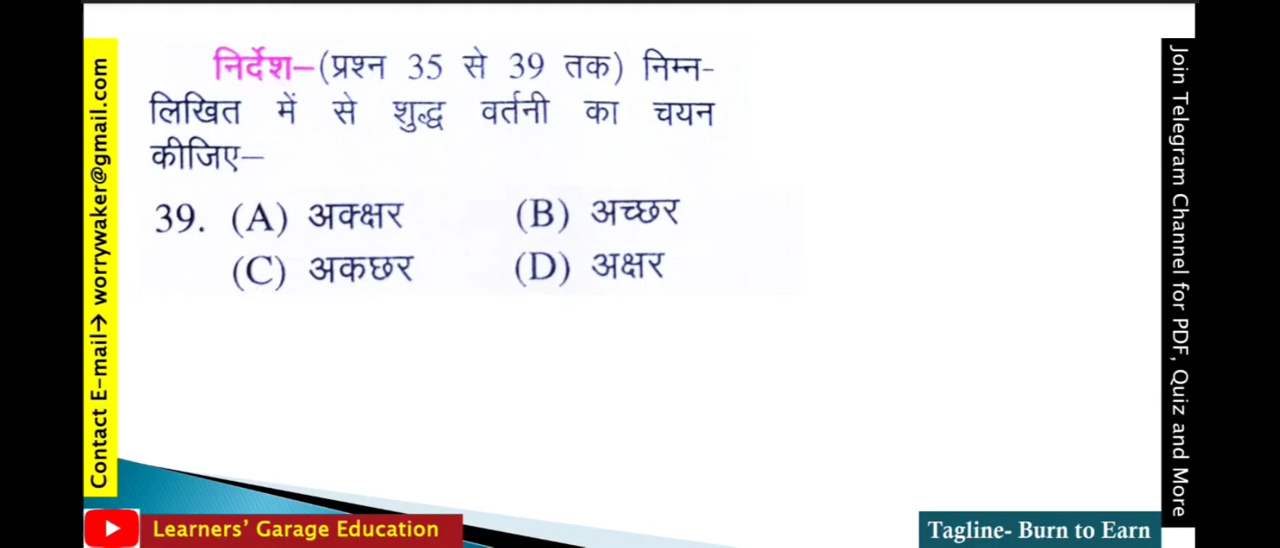 निर्देश–(प्रश्न 35 से 39 तक) निम्न-
लिखित में से शुद्ध वर्तनी का चयन
कीजिए–
39. (A) अक्क्षर (B) अच्छर
(C) अकछर (D) अक्षर
Contact E-mail→ worrywaker@gmail.com
Join Telegram Channel for PDF, Quiz and More
Learners’ Garage Education
Tagline- Burn to Earn